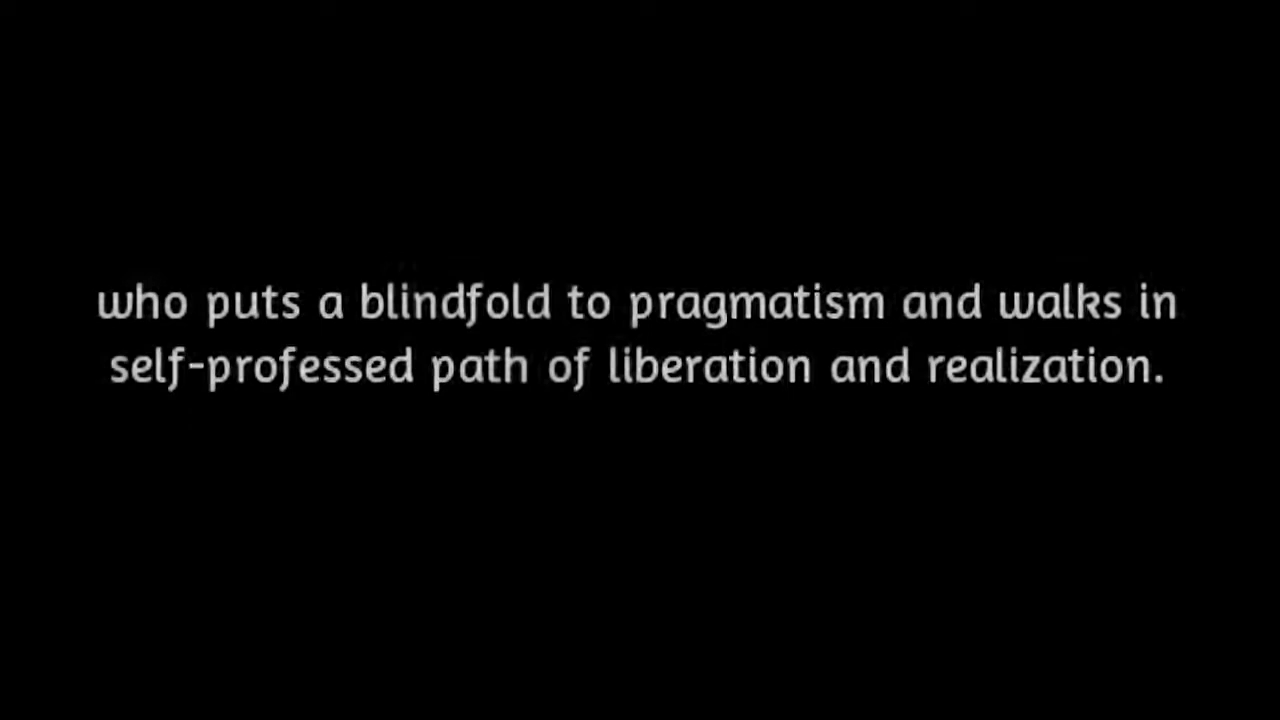 who puts a blindfold to pragmatism and walks in
self-professed path of liberation and realization.